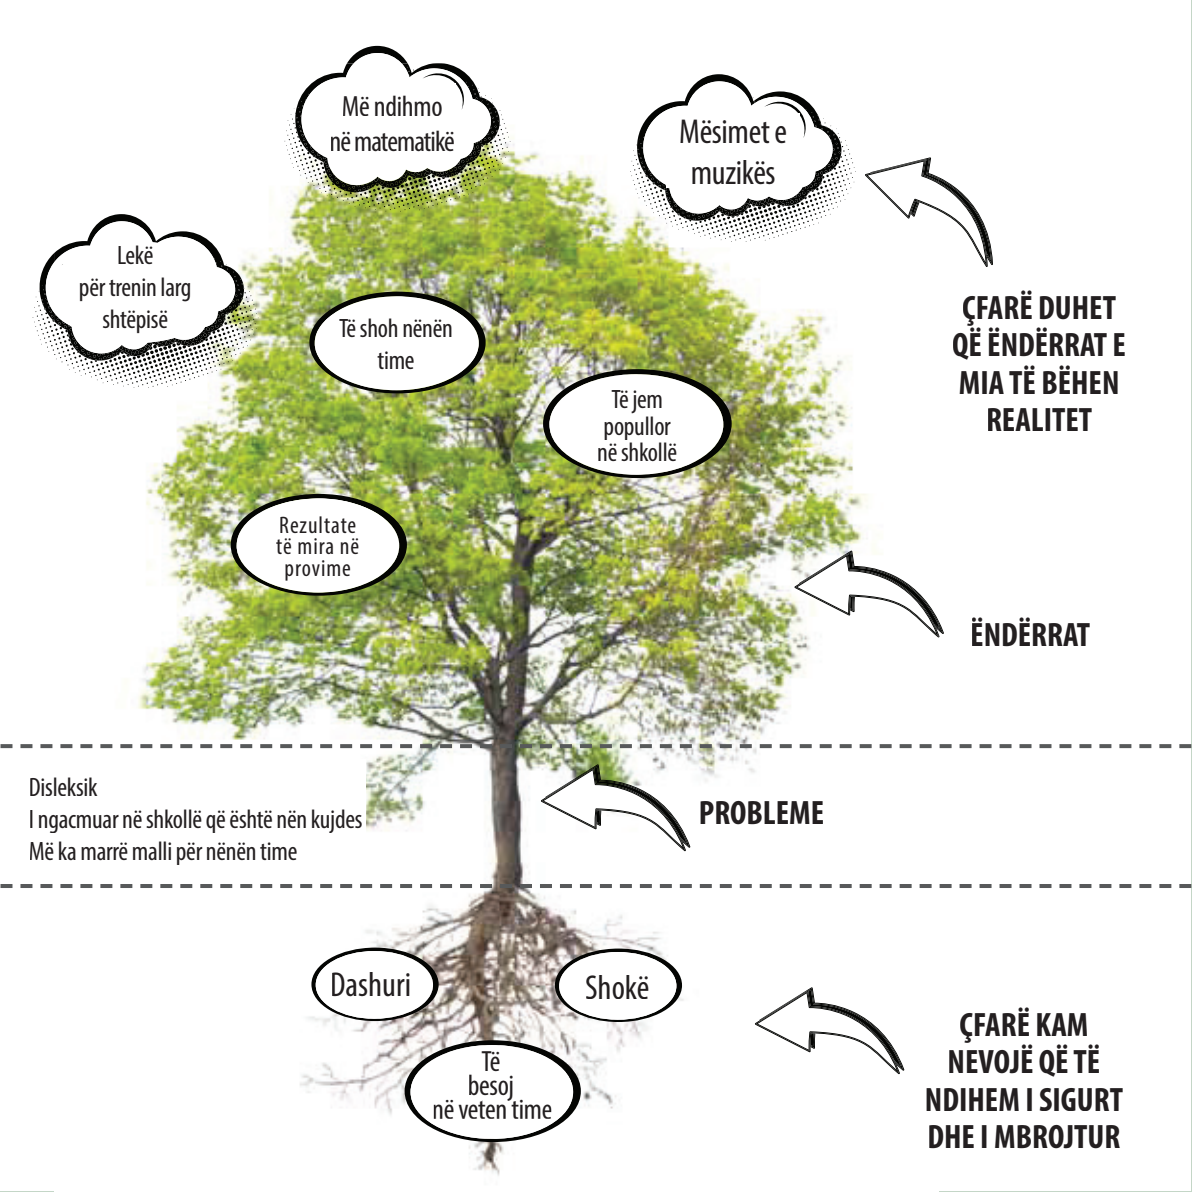 Më ndihmo
në matematikë
Mësimet e
muzikës
Lekë
për trenin larg
shtëpisë
ÇFARË DUHET
QË ËNDËRRAT E
MIA TË BËHEN
REALITET
Të shoh nënën
time
Të jem
popullor
në shkollë
Rezultate
të mira në
provime
ËNDËRRAT
Disleksik
I ngacmuar në shkollë që është nën kujdes
Më ka marrë malli për nënën time
PROBLEME
Dashuri
Shokë
Të
besoj
në veten time
ÇFARË KAM
NEVOJË QË TË
NDIHEM I SIGURT
DHE I MBROJTUR